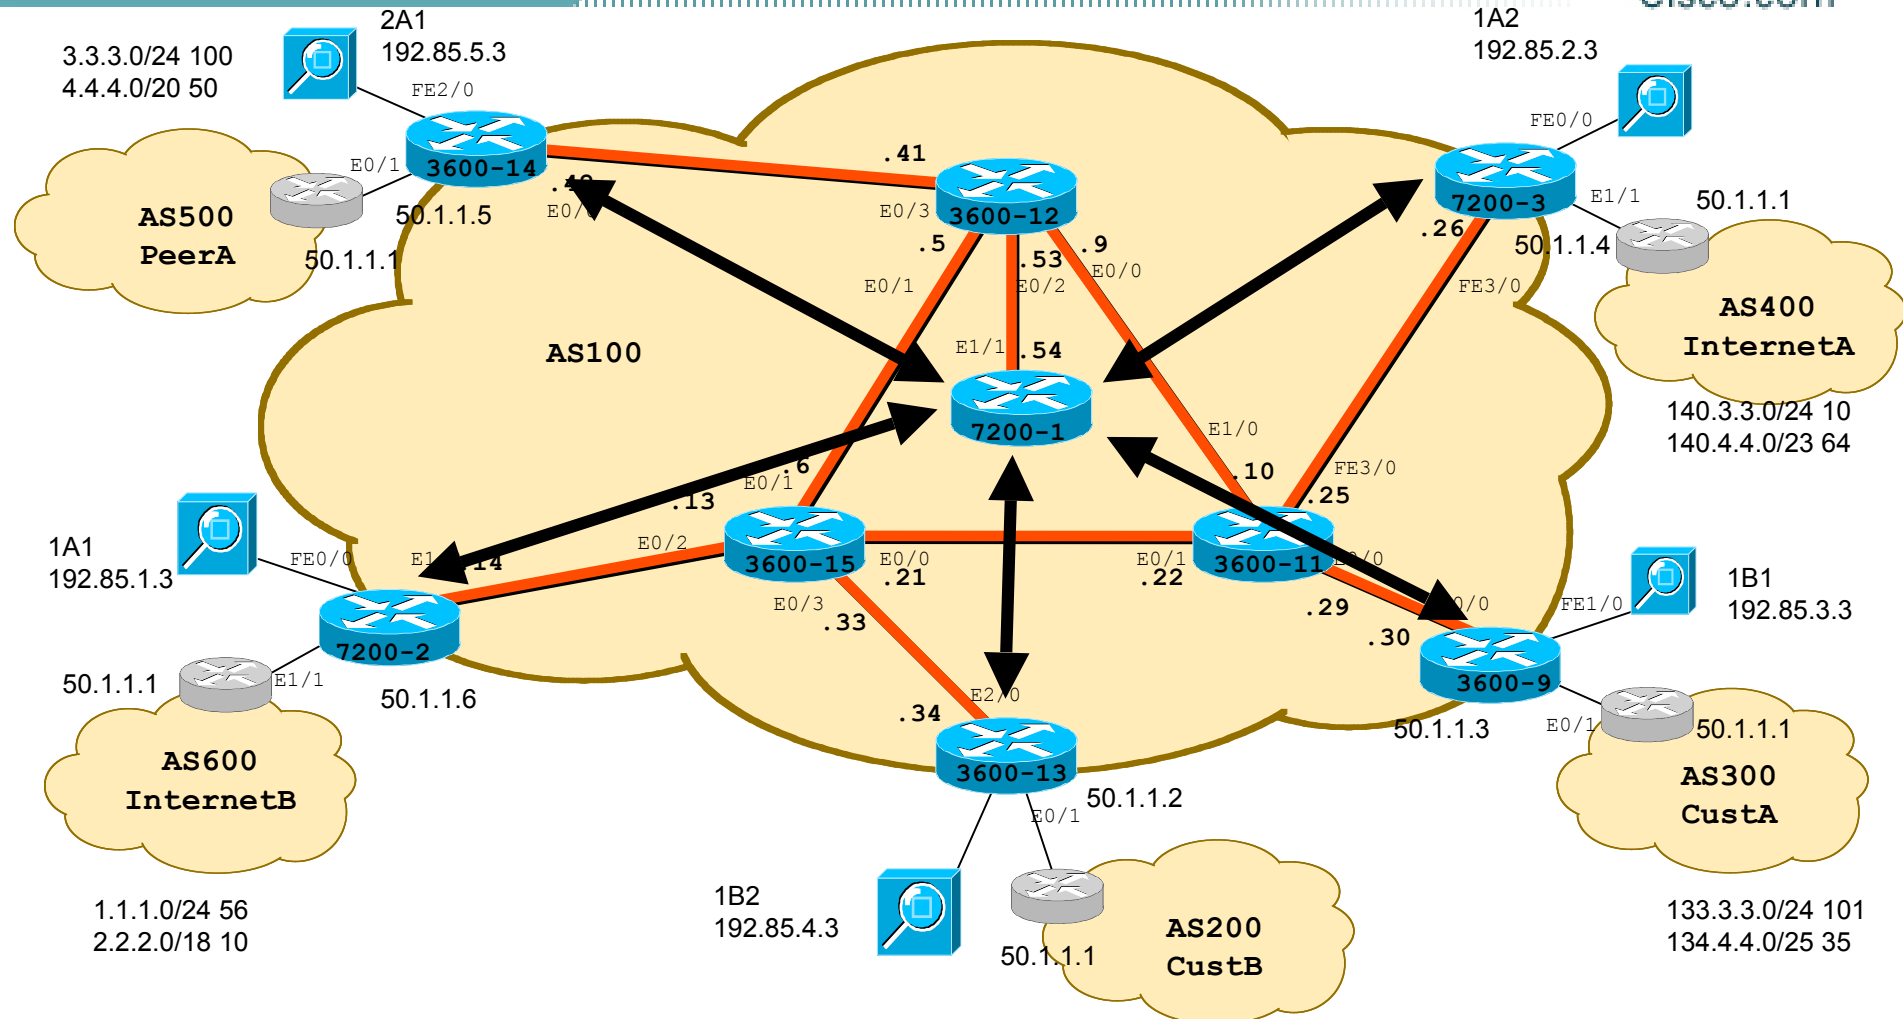 cisco.com
2A1
192.85.5.3
3.3.3.0/24 100
4.4.4.0/20 50
FE2/0
3600-14
E0/1
AS500
PeerA
50.1.1.5
50.1.1.1
.41
E0/3
3600-12
.5
.53
.9
E0/1
E0/2
E0/0
1A2
192.85.2.3
FE0/0
7200-3
E1/1
50.1.1.1
.26
50.1.1.4
FE3/0
AS400
InternetA
140.3.3.0/24 10
140.4.4.0/23 64
AS100
E1/1
.54
7200-1
E1/0
.10
FE3/0
.25
.6
E0/1
.13
E0/2
3600-15
E0/0
.21
E0/1
.22
3600-11
E0/3
.33
.29
.30
1A1
192.85.1.3
FE0/0
.14
7200-2
50.1.1.1
E1/1
50.1.1.6
AS600
InternetB
1.1.1.0/24 56
2.2.2.0/18 10
E2/0
.34
3600-13
50.1.1.2
E0/1
1B2
192.85.4.3
50.1.1.1
AS200
CustB
1B1
192.85.3.3
FE1/0
3600-9
50.1.1.3
E0/1
50.1.1.1
AS300
CustA
133.3.3.0/24 101
134.4.4.0/25 35